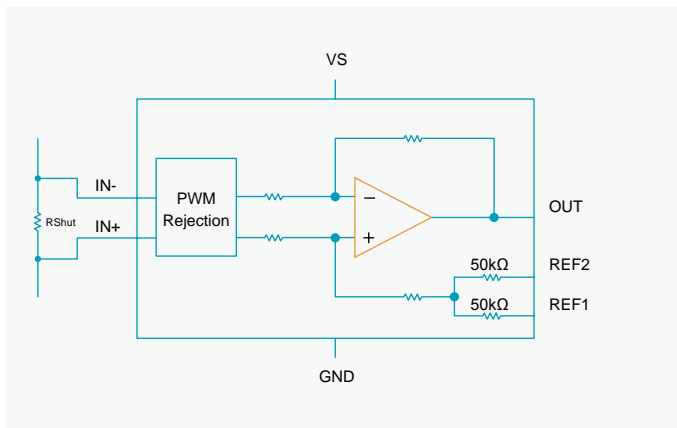 VS
IN-
PWM
Rejection
−
RShut
IN+
+
OUT
50kΩ
REF2
50kΩ
REF1
GND